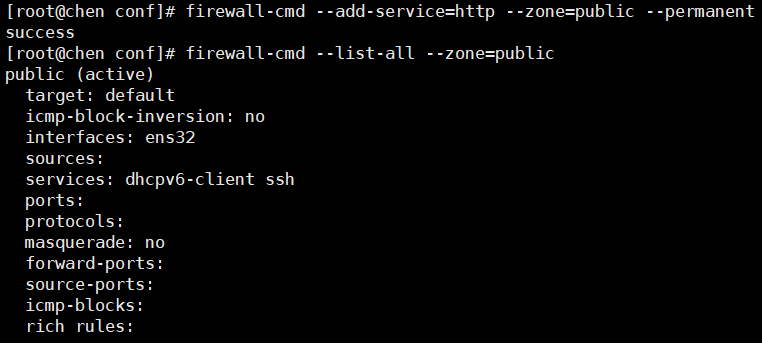 [root@chen conf]# firewall-cmd --add-service=http --zone=public --permanent
success
[root@chen conf]# firewall-cmd --list-all --zone=public
public (active)
  target: default
  icmp-block-inversion: no
  interfaces: ens32
  sources:
  services: dhcpv6-client ssh
  ports:
  protocols:
  masquerade: no
  forward-ports:
  source-ports:
  icmp-blocks:
  rich rules: